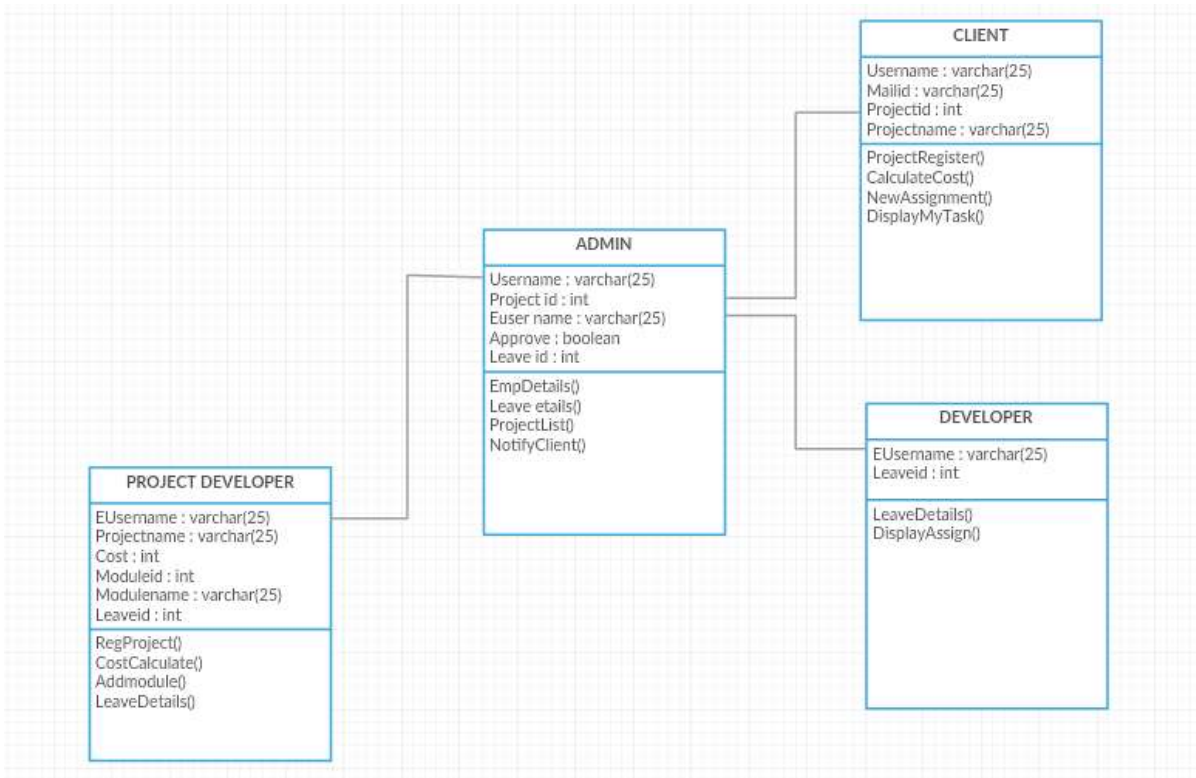 CLIENT
Username : varchar(25)
Mailid : varchar(25)
Projectid : int
Projectname : varchar(25)
ProjectRegister()
CalculateCost()
NewAssignment()
DisplayMyTask()
ADMIN
Username : varchar(25)
Project id : int
Euser name : varchar(25)
Approve : boolean
Leave id : int
EmpDetails()
Leave etails()
ProjectList()
NotifyClient()
DEVELOPER
EUsername : varchar(25)
Leaveid : int
LeaveDetails()
DisplayAssign()
PROJECT DEVELOPER
EUsername : varchar(25)
Projectname : varchar(25)
Cost : int
Moduleid : int
Modulename : varchar(25)
Leaveid : int
RegProject()
CostCalculate()
Addmodule()
LeaveDetails()